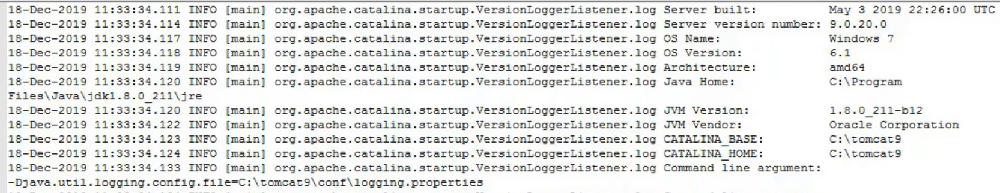 18-Dec-2019 11:33:34.111 INFO [main] org.apache.catalina.startup.VersionLoggerListener.log Server built: May 3 2019 22:26:00 UTC
18-Dec-2019 11:33:34.114 INFO [main] org.apache.catalina.startup.VersionLoggerListener.log Server version number: 9.0.20.0
18-Dec-2019 11:33:34.117 INFO [main] org.apache.catalina.startup.VersionLoggerListener.log OS Name: Windows 7
18-Dec-2019 11:33:34.118 INFO [main] org.apache.catalina.startup.VersionLoggerListener.log OS Version: 6.1
18-Dec-2019 11:33:34.119 INFO [main] org.apache.catalina.startup.VersionLoggerListener.log Architecture: amd64
18-Dec-2019 11:33:34.120 INFO [main] org.apache.catalina.startup.VersionLoggerListener.log Java Home: C:\Program
Files\Java\jdk1.8.0_211\jre
18-Dec-2019 11:33:34.120 INFO [main] org.apache.catalina.startup.VersionLoggerListener.log JVM Version: 1.8.0_211-b12
18-Dec-2019 11:33:34.122 INFO [main] org.apache.catalina.startup.VersionLoggerListener.log JVM Vendor: Oracle Corporation
18-Dec-2019 11:33:34.123 INFO [main] org.apache.catalina.startup.VersionLoggerListener.log CATALINA_BASE: C:\tomcat9
18-Dec-2019 11:33:34.124 INFO [main] org.apache.catalina.startup.VersionLoggerListener.log CATALINA_HOME: C:\tomcat9
18-Dec-2019 11:33:34.133 INFO [main] org.apache.catalina.startup.VersionLoggerListener.log Command line argument:
-Djava.util.logging.config.file=C:\tomcat9\conf\logging.properties